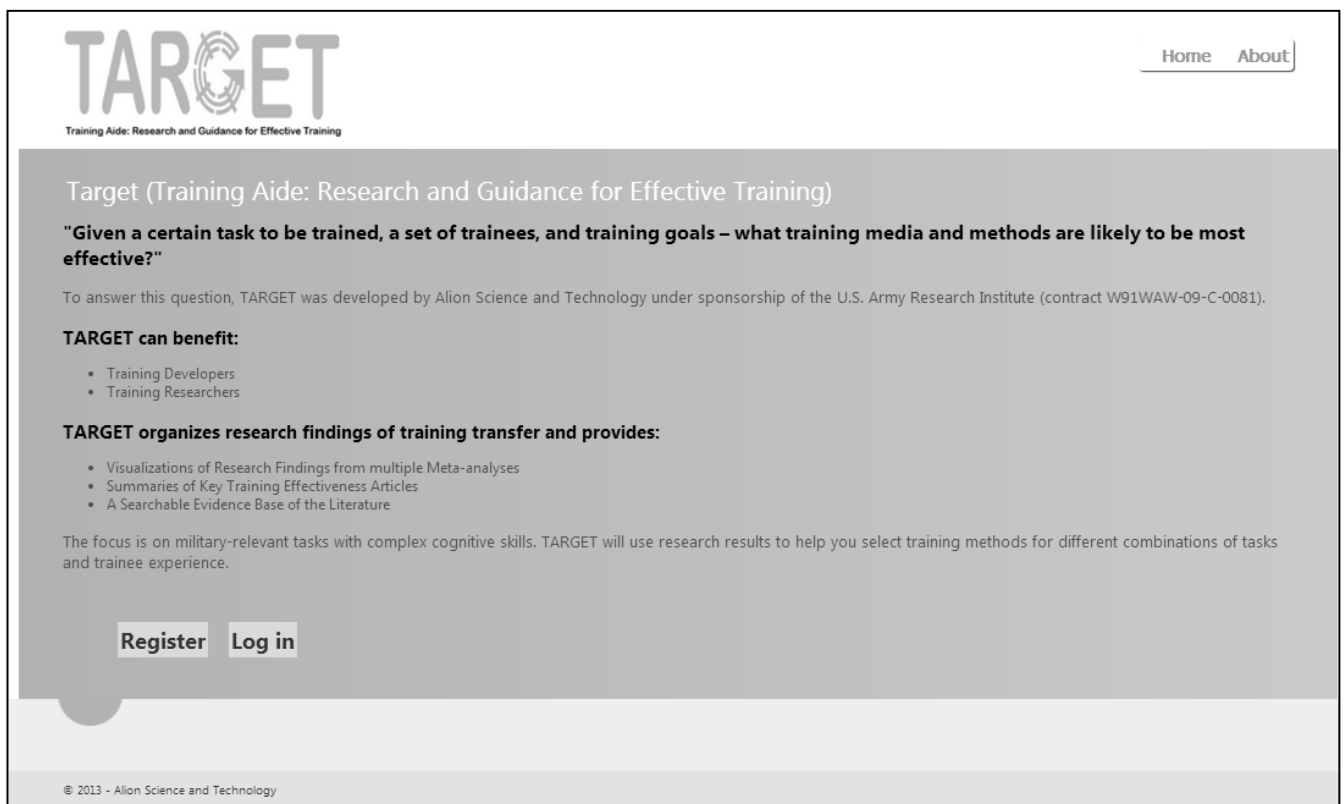 TARGET
Home About
Training Aide: Research and Guidance for Effective Training
Target (Training Aide: Research and Guidance for Effective Training)
"Given a certain task to be trained, a set of trainees, and training goals – what training media and methods are likely to be most
effective?"
To answer this question, TARGET was developed by Alion Science and Technology under sponsorship of the U.S. Army Research Institute (contract W91WAW-09-C-0081).
TARGET can benefit:
• Training Developers
• Training Researchers
TARGET organizes research findings of training transfer and provides:
• Visualizations of Research Findings from multiple Meta-analyses
• Summaries of Key Training Effectiveness Articles
• A Searchable Evidence Base of the Literature
The focus is on military-relevant tasks with complex cognitive skills. TARGET will use research results to help you select training methods for different combinations of tasks
and trainee experience.
Register Log in
© 2013 - Alion Science and Technology